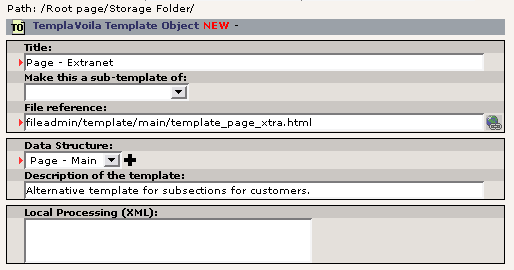 Path: /Root page/Storage Folder/
TO TemplaVoila Template Object NEW -
Title:
Page - Extranet
Make this a sub-template of:
File reference:
fileadmin/template/main/template_page_xtra.html
Data Structure:
Page - Main
Description of the template:
Alternative template for subsections for customers.
Local Processing (XML):